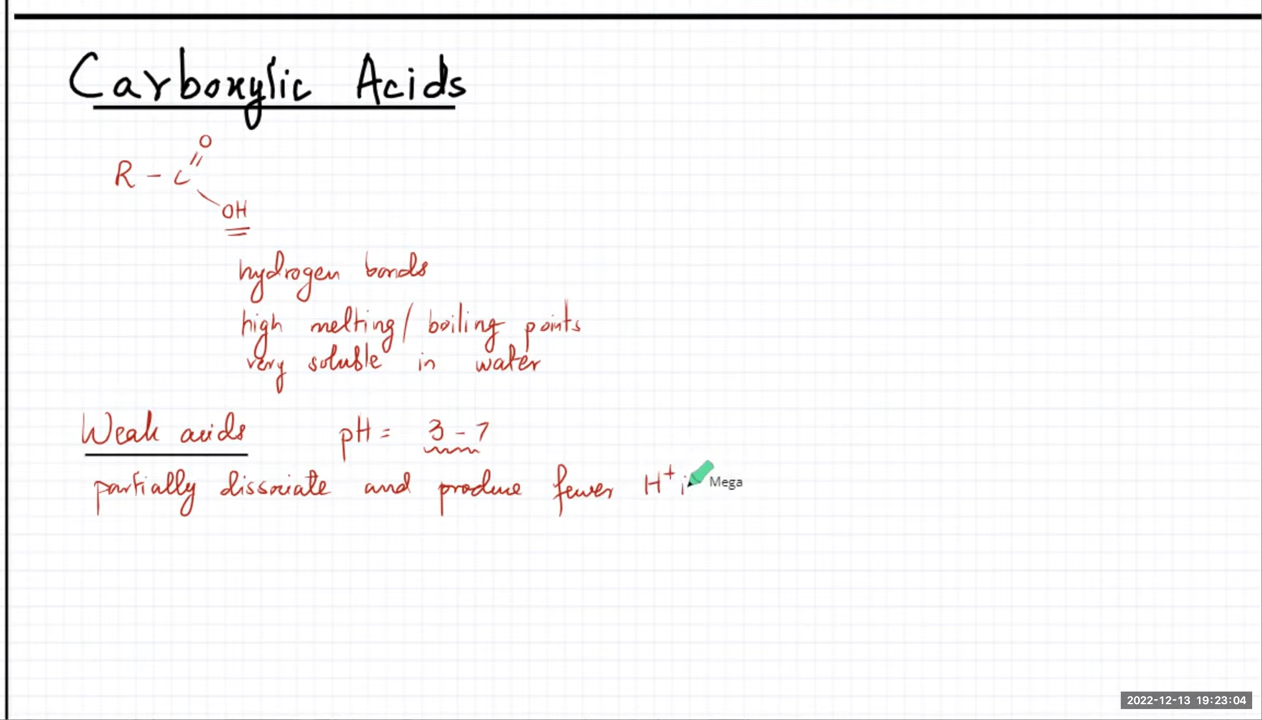 Carboxylic Acids
O
R - C
OH
hydrogen bonds
high melting / boiling points
very soluble in water
Weak acids pH = 3 - 7
partially dissociate and produce fewer H+ i
Mega
2022-12-13 19:23:04